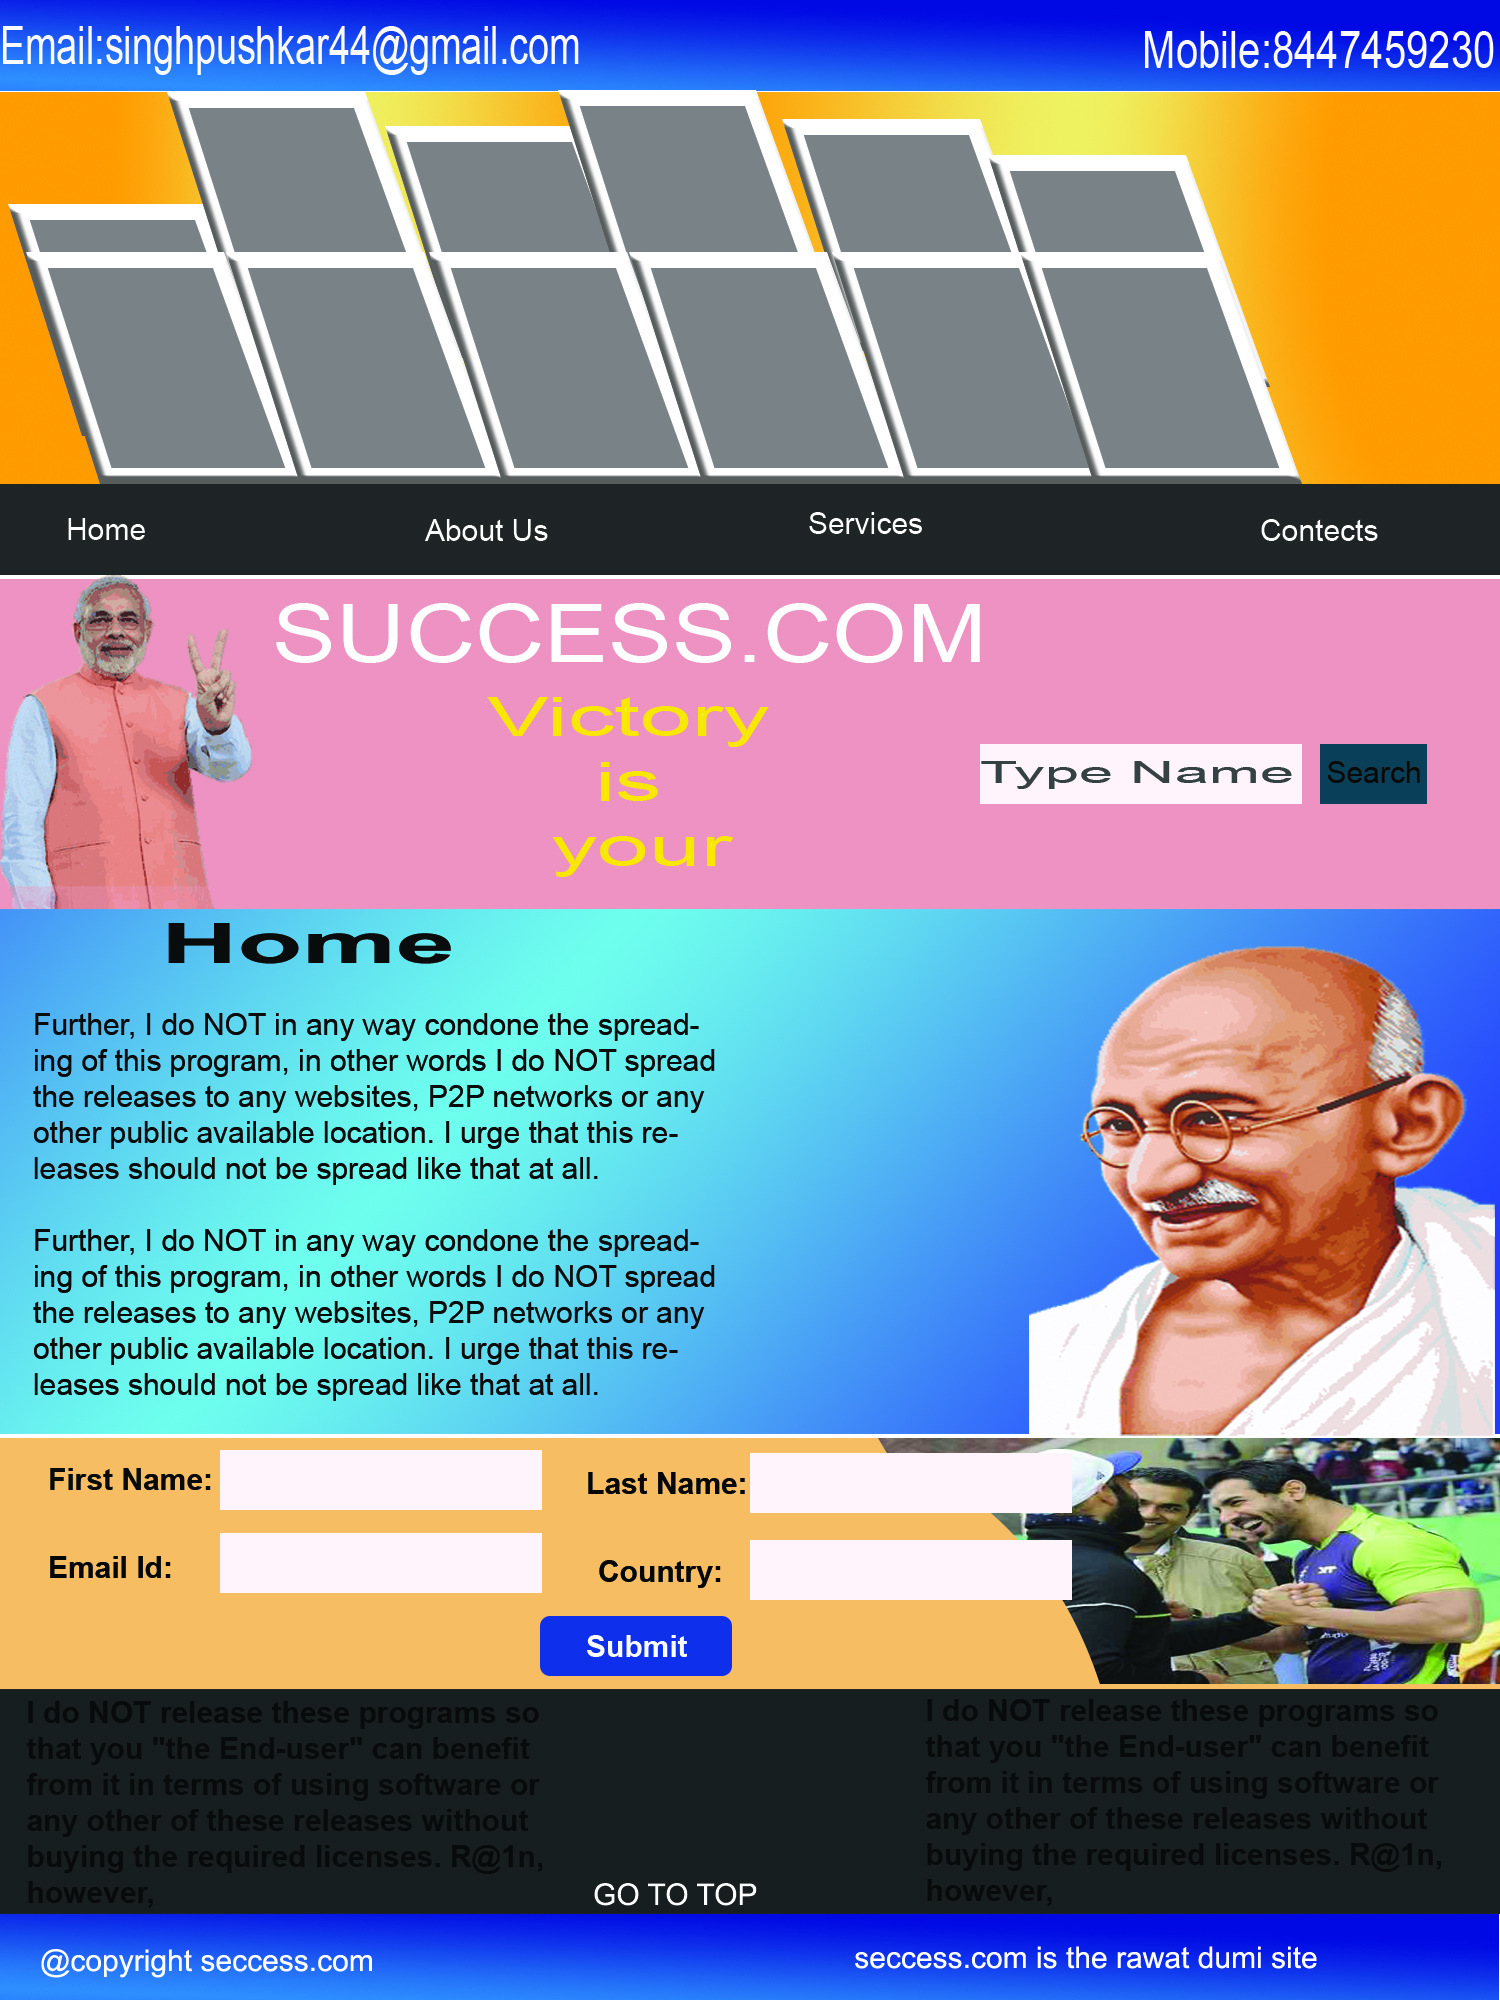 Email:singhpushkar44@gmail.com
Mobile:8447459230
Home
About Us
Services
Contects
SUCCESS.COM
Victory
is
your
Type Name
Search
Home
Further, I do NOT in any way condone the spread-
ing of this program, in other words I do NOT spread
the releases to any websites, P2P networks or any
other public available location. I urge that this re-
leases should not be spread like that at all.
Further, I do NOT in any way condone the spread-
ing of this program, in other words I do NOT spread
the releases to any websites, P2P networks or any
other public available location. I urge that this re-
leases should not be spread like that at all.
First Name:
Last Name:
Email Id:
Country:
Submit
I do NOT release these programs so
that you "the End-user" can benefit
from it in terms of using software or
any other of these releases without
buying the required licenses. R@1n,
however,
GO TO TOP
I do NOT release these programs so
that you "the End-user" can benefit
from it in terms of using software or
any other of these releases without
buying the required licenses. R@1n,
however,
@copyright seccess.com
seccess.com is the rawat dumi site